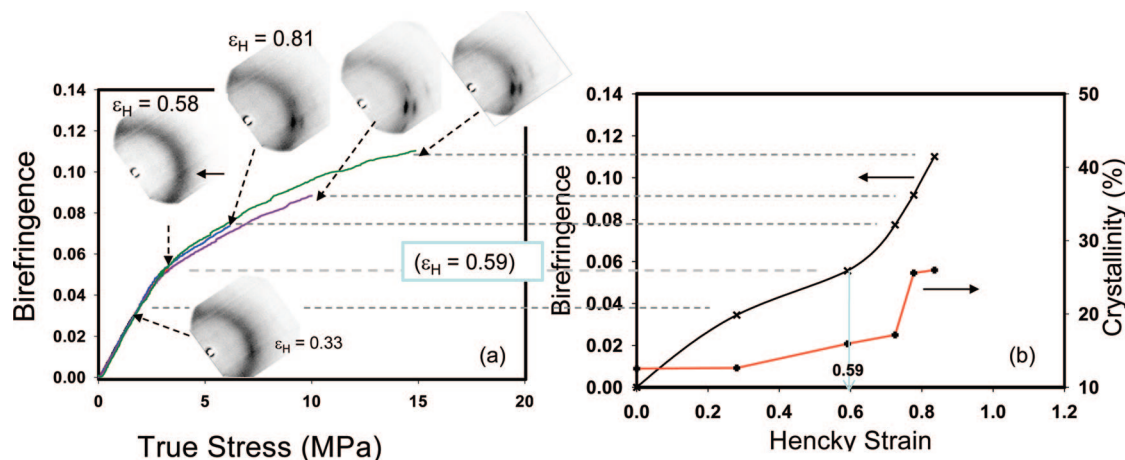 εH = 0.81
εH = 0.58
0.14
0.12
0.10
0.08
0.06
0.04
0.02
0.00
Birefringence
εH = 0.33
(a)
0 5 10 15 20
True Stress (MPa)
(εH = 0.59)
0.14
0.12
0.10
0.08
0.06
0.04
0.02
0.00
Birefringence
50
40
30
20
10
Crystallinity (%)
0.59
(b)
0.0 0.2 0.4 0.6 0.8 1.0 1.2
Hencky Strain